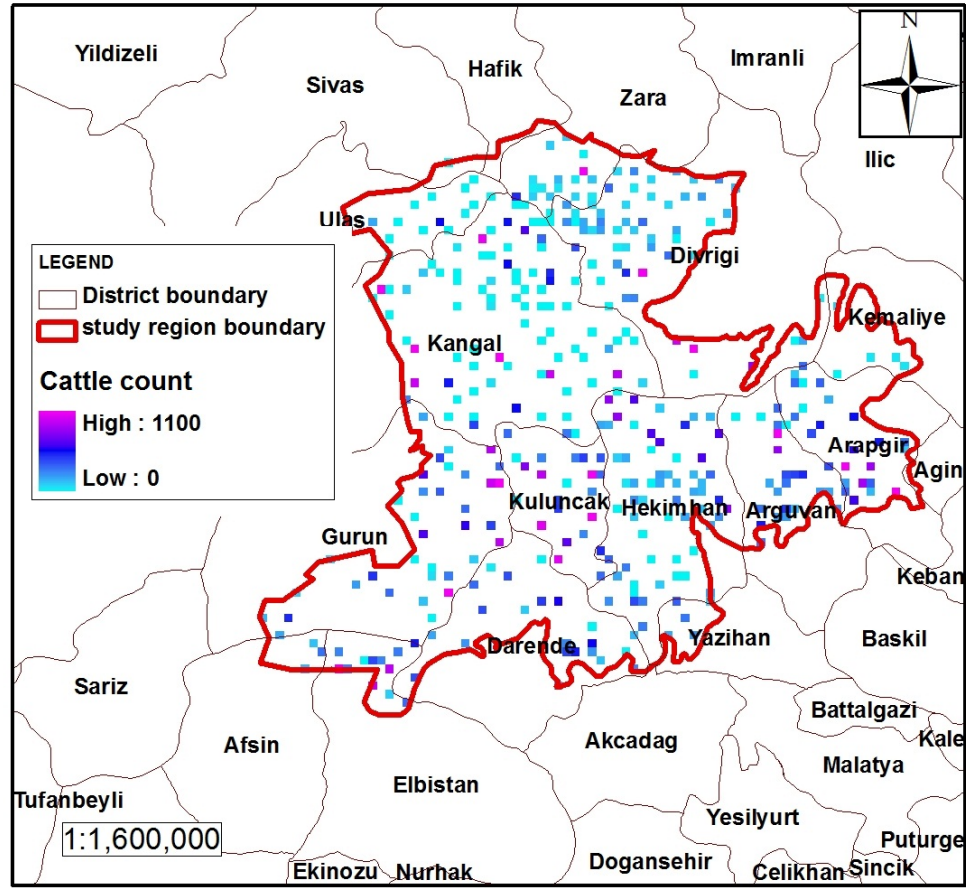 N
Yildizeli
Hafik
Imranli
Sivas
Zara
Ilic
Ulas
Divrigi
LEGEND
District boundary
study region boundary
Cattle count
High : 1100
Low : 0
Kemaliye
Kangal
Arapgir
Agin
Kuluncak
Hekimhan
Arguvan
Gurun
Keban
Darende
Yazihan
Baskil
Sariz
Battalgazi
Afsin
Akcadag
Kale
Malatya
Elbistan
Tufanbeyli
Yesilyurt
1:1,600,000
Puturge
Dogansehir
Ekinozu
Nurhak
Celikhan
Sincik